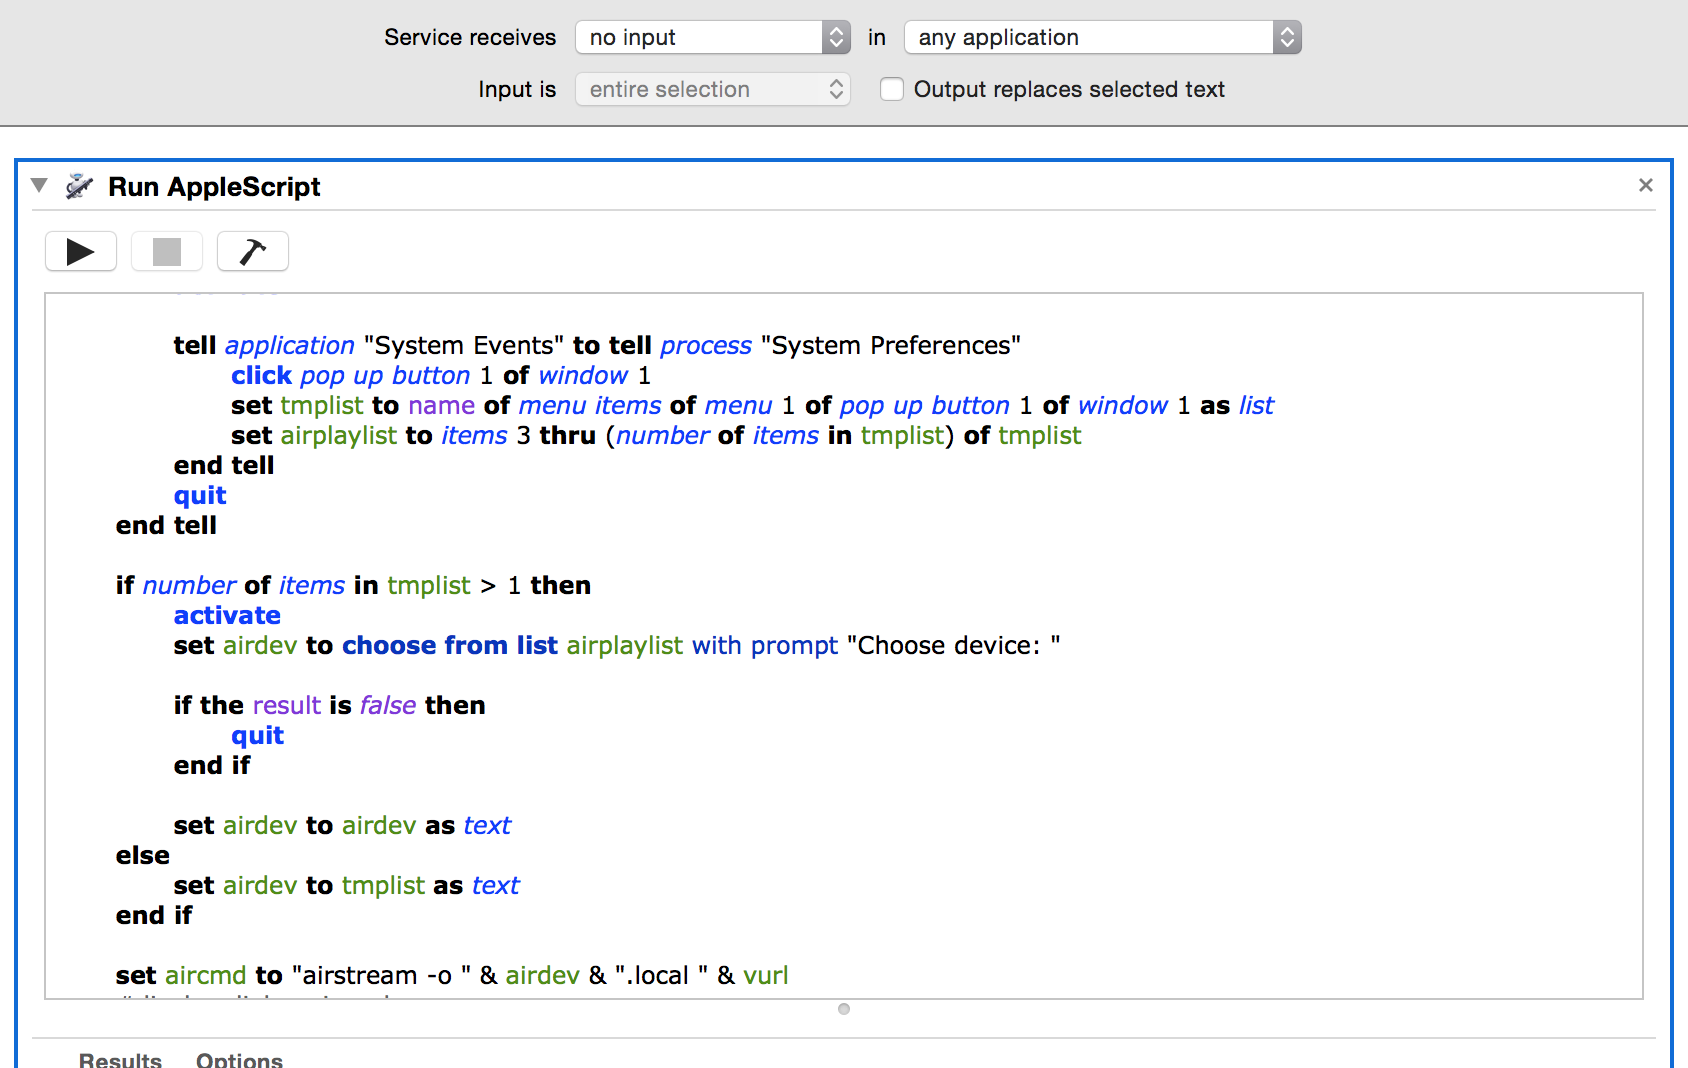 Service receives no input in any application
Input is entire selection Output replaces selected text
Run AppleScript
tell application "System Events" to tell process "System Preferences"
click pop up button 1 of window 1
set tmplist to name of menu items of menu 1 of pop up button 1 of window 1 as list
set airplaylist to items 3 thru (number of items in tmplist) of tmplist
end tell
quit
end tell
if number of items in tmplist > 1 then
activate
set airdev to choose from list airplaylist with prompt "Choose device: "
if the result is false then
quit
end if
set airdev to airdev as text
else
set airdev to tmplist as text
end if
set aircmd to "airstream -o " & airdev & ".local " & vurl
Results Options